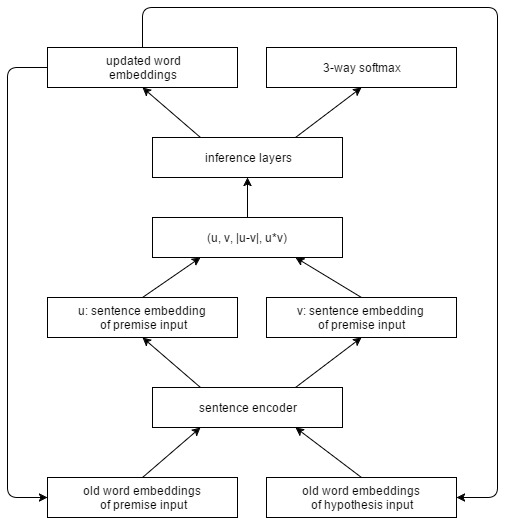 updated word
embeddings
3-way softmax
inference layers
(u, v, |u-v|, u*v)
u: sentence embedding
of premise input
v: sentence embedding
of premise input
sentence encoder
old word embeddings
of premise input
old word embeddings
of hypothesis input